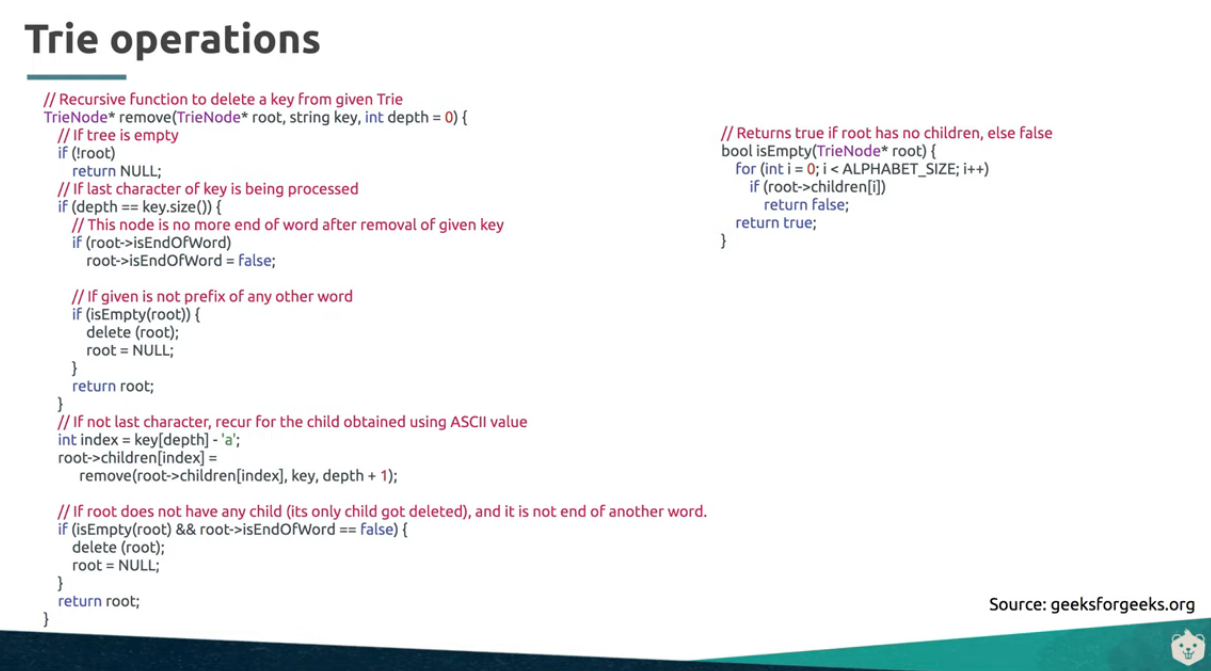 Trie operations
// Recursive function to delete a key from given Trie
TrieNode* remove(TrieNode* root, string key, int depth = 0) {
// If tree is empty
if (!root)
return NULL;
// If last character of key is being processed
if (depth == key.size()) {
// This node is no more end of word after removal of given key
if (root->isEndOfWord)
root->isEndOfWord = false;
// If given is not prefix of any other word
if (isEmpty(root)) {
delete (root);
root = NULL;
}
return root;
}
// If not last character, recur for the child obtained using ASCII value
int index = key[depth] - 'a';
root->children[index] =
remove(root->children[index], key, depth + 1);
// If root does not have any child (its only child got deleted), and it is not end of another word.
if (isEmpty(root) && root->isEndOfWord == false) {
delete (root);
root = NULL;
}
return root;
}
// Returns true if root has no children, else false
bool isEmpty(TrieNode* root) {
for (int i = 0; i < ALPHABET_SIZE; i++)
if (root->children[i])
return false;
return true;
}
Source: geeksforgeeks.org